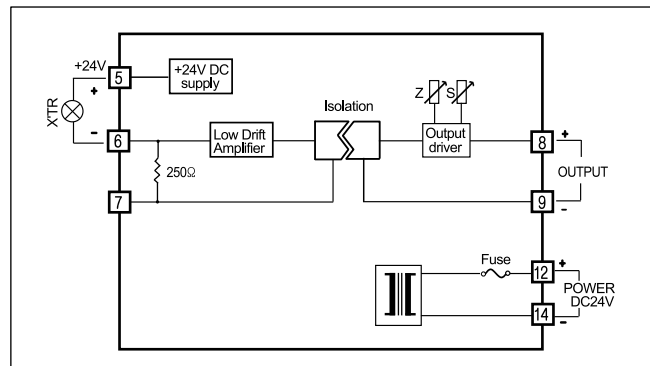 +24V
5
+24V DC
supply
+
X'TR
-
6
Low Drift
Amplifier
Isolation
Z
S
Output
driver
8
+
250Ω
OUTPUT
7
9
-
Fuse
12
+
POWER
DC24V
14
-